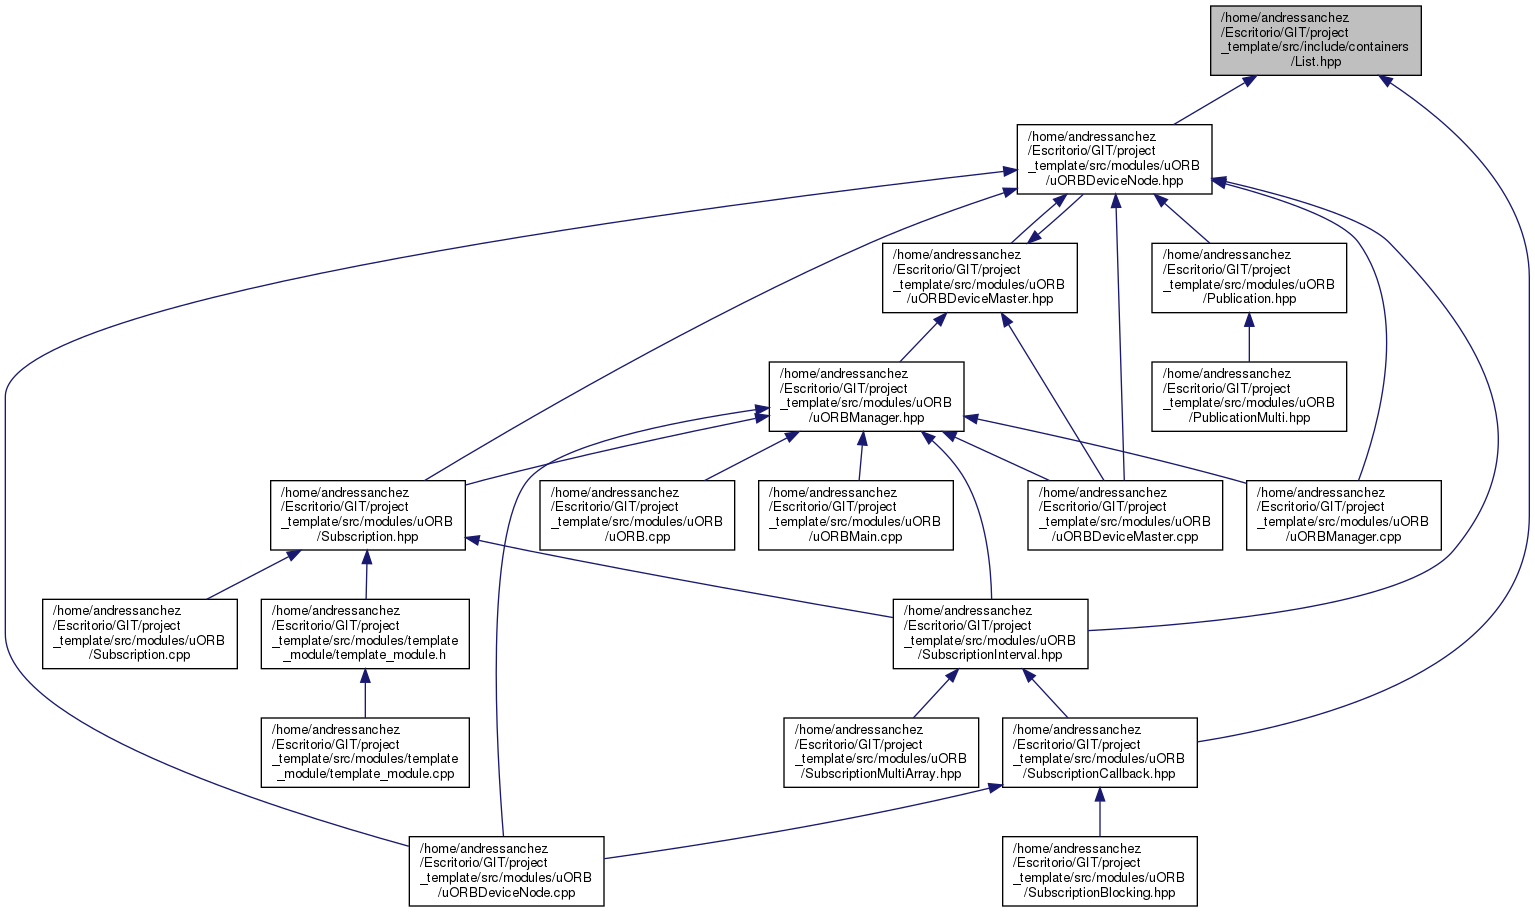 /home/andressanchez
/Escritorio/GIT/project
_template/src/include/containers
/List.hpp
/home/andressanchez
/Escritorio/GIT/project
_template/src/modules/uORB
/uORBDeviceNode.hpp
/home/andressanchez
/Escritorio/GIT/project
_template/src/modules/uORB
/uORBDeviceMaster.hpp
/home/andressanchez
/Escritorio/GIT/project
_template/src/modules/uORB
/Publication.hpp
/home/andressanchez
/Escritorio/GIT/project
_template/src/modules/uORB
/uORBManager.hpp
/home/andressanchez
/Escritorio/GIT/project
_template/src/modules/uORB
/PublicationMulti.hpp
/home/andressanchez
/Escritorio/GIT/project
_template/src/modules/uORB
/Subscription.hpp
/home/andressanchez
/Escritorio/GIT/project
_template/src/modules/uORB
/uORB.cpp
/home/andressanchez
/Escritorio/GIT/project
_template/src/modules/uORB
/uORBMain.cpp
/home/andressanchez
/Escritorio/GIT/project
_template/src/modules/uORB
/uORBDeviceMaster.cpp
/home/andressanchez
/Escritorio/GIT/project
_template/src/modules/uORB
/uORBManager.cpp
/home/andressanchez
/Escritorio/GIT/project
_template/src/modules/uORB
/Subscription.cpp
/home/andressanchez
/Escritorio/GIT/project
_template/src/modules/template
_module/template_module.h
/home/andressanchez
/Escritorio/GIT/project
_template/src/modules/uORB
/SubscriptionInterval.hpp
/home/andressanchez
/Escritorio/GIT/project
_template/src/modules/template
_module/template_module.cpp
/home/andressanchez
/Escritorio/GIT/project
_template/src/modules/uORB
/SubscriptionMultiArray.hpp
/home/andressanchez
/Escritorio/GIT/project
_template/src/modules/uORB
/SubscriptionCallback.hpp
/home/andressanchez
/Escritorio/GIT/project
_template/src/modules/uORB
/uORBDeviceNode.cpp
/home/andressanchez
/Escritorio/GIT/project
_template/src/modules/uORB
/SubscriptionBlocking.hpp